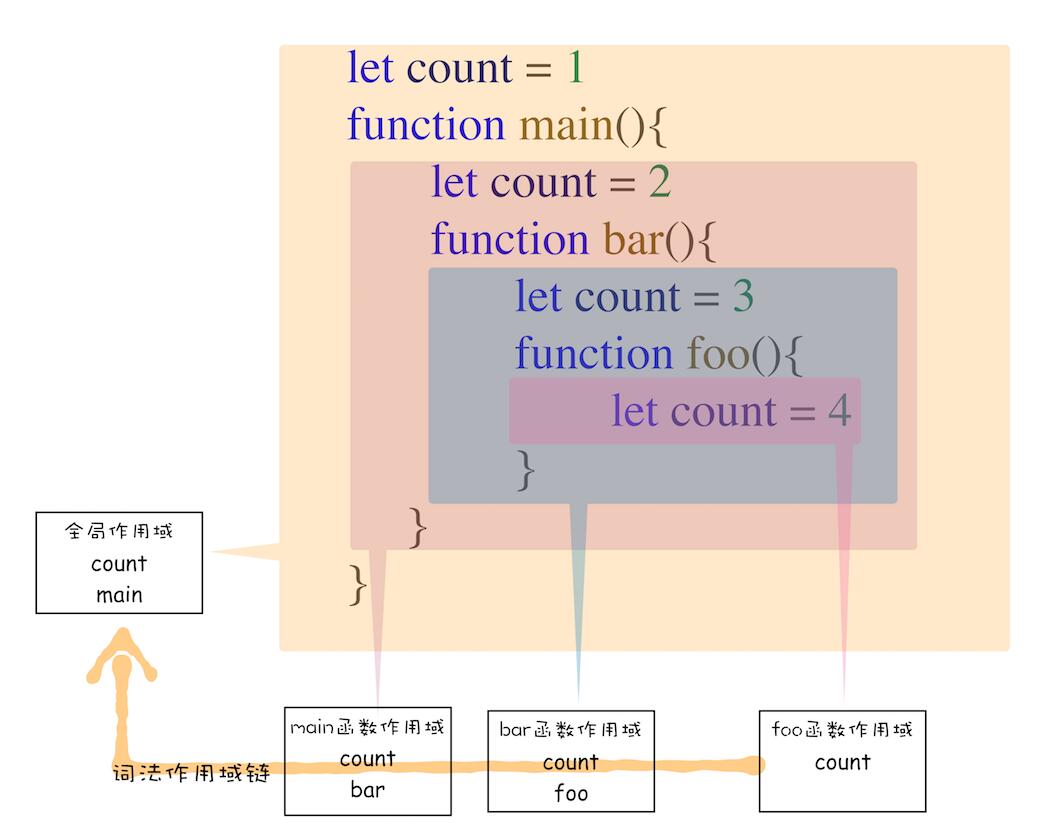 let count = 1
function main(){
let count = 2
function bar(){
let count = 3
function foo(){
let count = 4
}
}
}
全局作用域
count
main
词法作用域链
main函数作用域
count
bar
bar函数作用域
count
foo
foo函数作用域
count